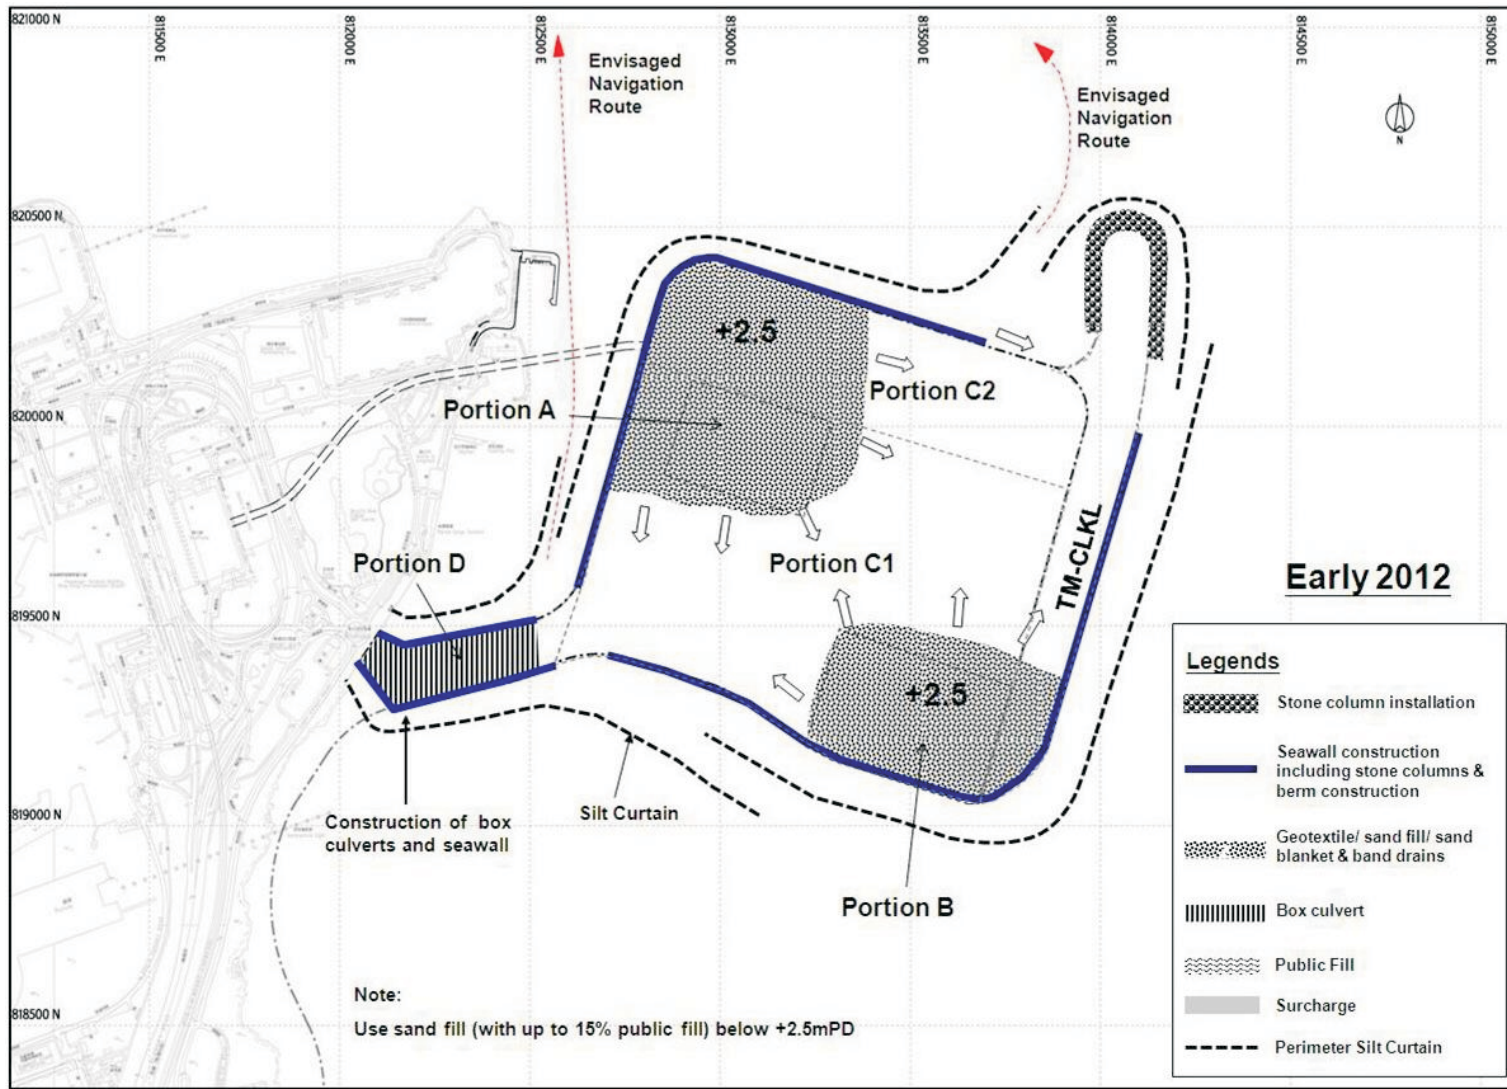 821000 N
811500 E
812000 E
812500 E
813000 E
813500 E
814000 E
814500 E
815000 E
Envisaged
Navigation
Route
Envisaged
Navigation
Route
N
820500 N
+2.5
Portion C2
Portion A
820000 N
Portion D
Portion C1
TM-CLKL
Early 2012
819500 N
+2.5
819000 N
Construction of box
culverts and seawall
Silt Curtain
Portion B
818500 N
Note:
Use sand fill (with up to 15% public fill) below +2.5mPD
Legends
Stone column installation
Seawall construction
including stone columns &
berm construction
Geotextile/ sand fill/ sand
blanket & band drains
Box culvert
Public Fill
Surcharge
Perimeter Silt Curtain